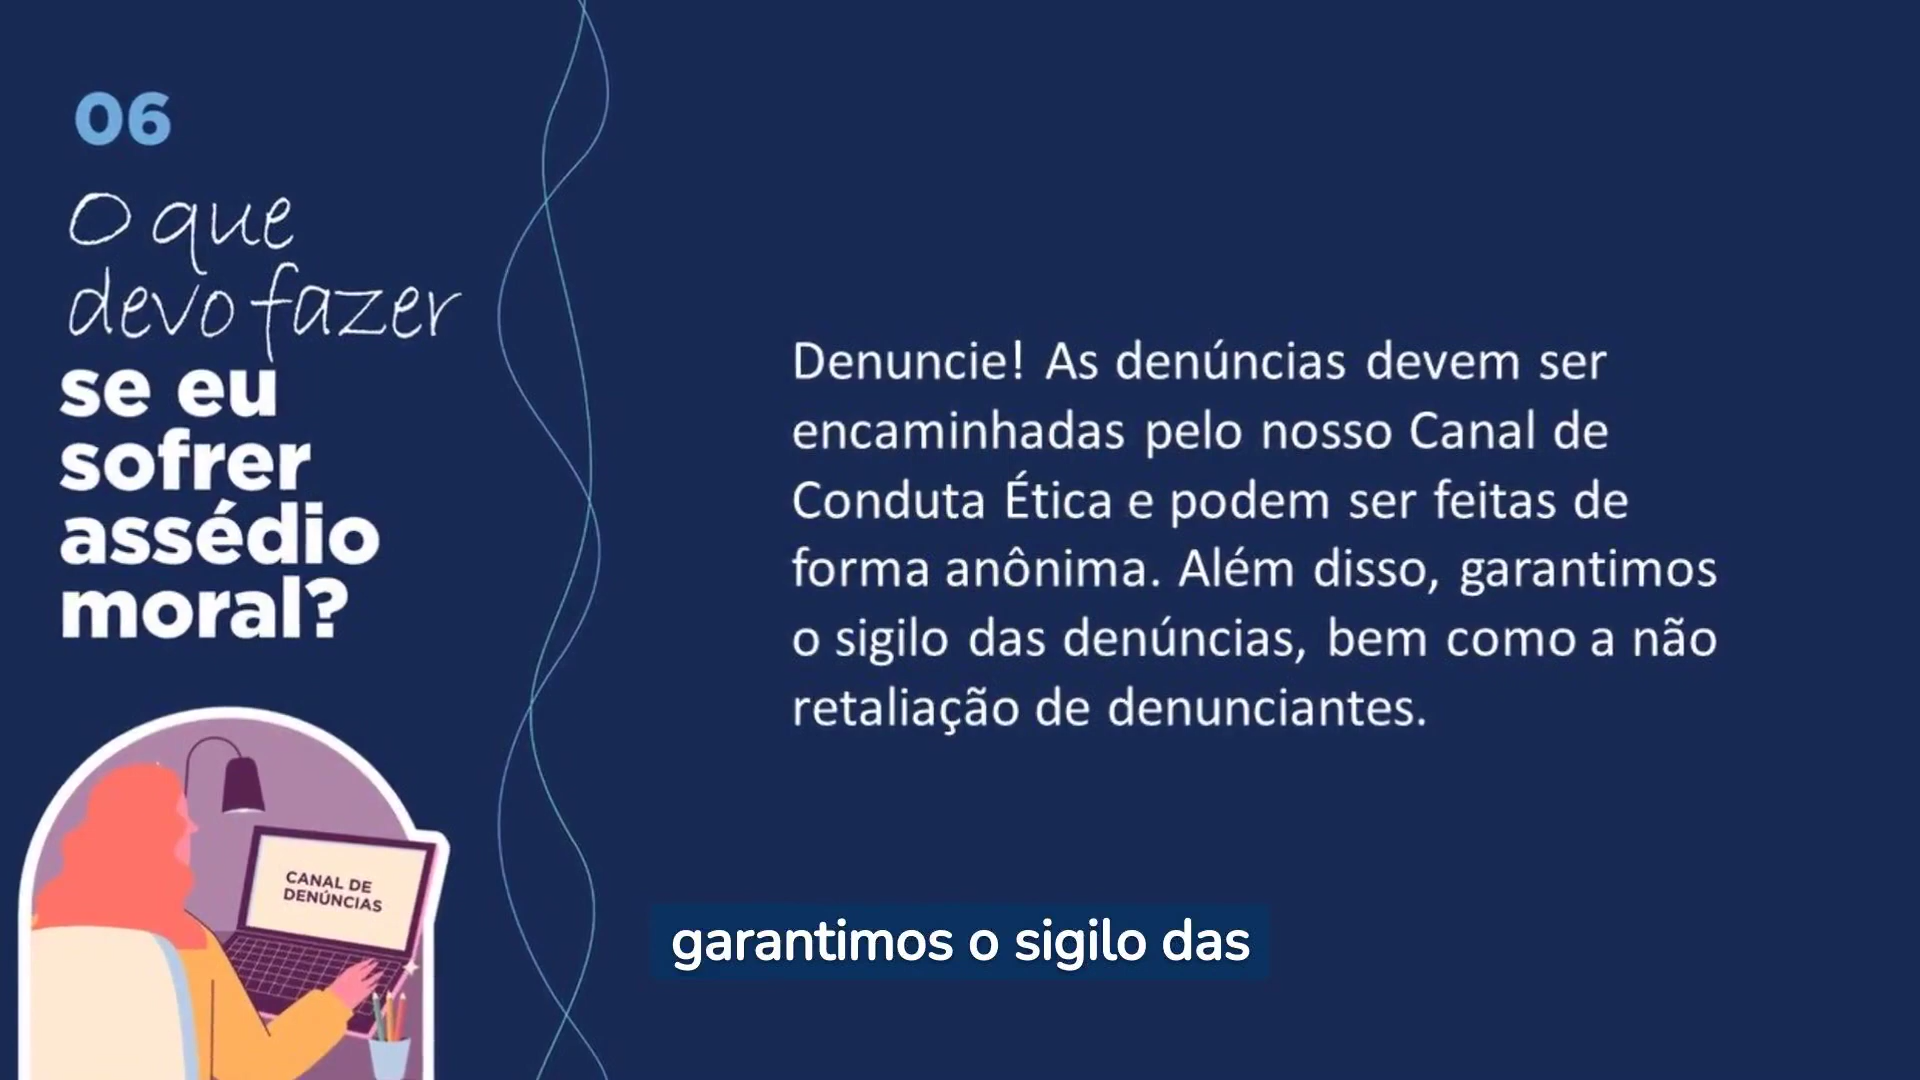 06
O que
devo fazer
se eu
sofrer
assédio
moral?
CANAL DE
DENÚNCIAS
Denuncie! As denúncias devem ser
encaminhadas pelo nosso Canal de
Conduta Ética e podem ser feitas de
forma anônima. Além disso, garantimos
o sigilo das denúncias, bem como a não
retaliação de denunciantes.
garantimos o sigilo das